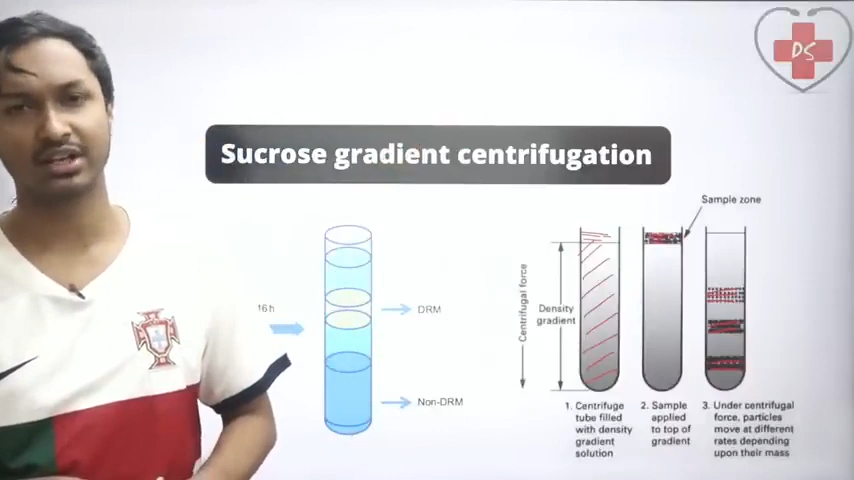 DS
Sucrose gradient centrifugation
Sample zone
16h
DRM
Non-DRM
Centrifugal force
Density
gradient
1. Centrifuge
tube filled
with density
gradient
solution
2. Sample
applied
to top of
gradient
3. Under centrifugal
force, particles
move at different
rates depending
upon their mass